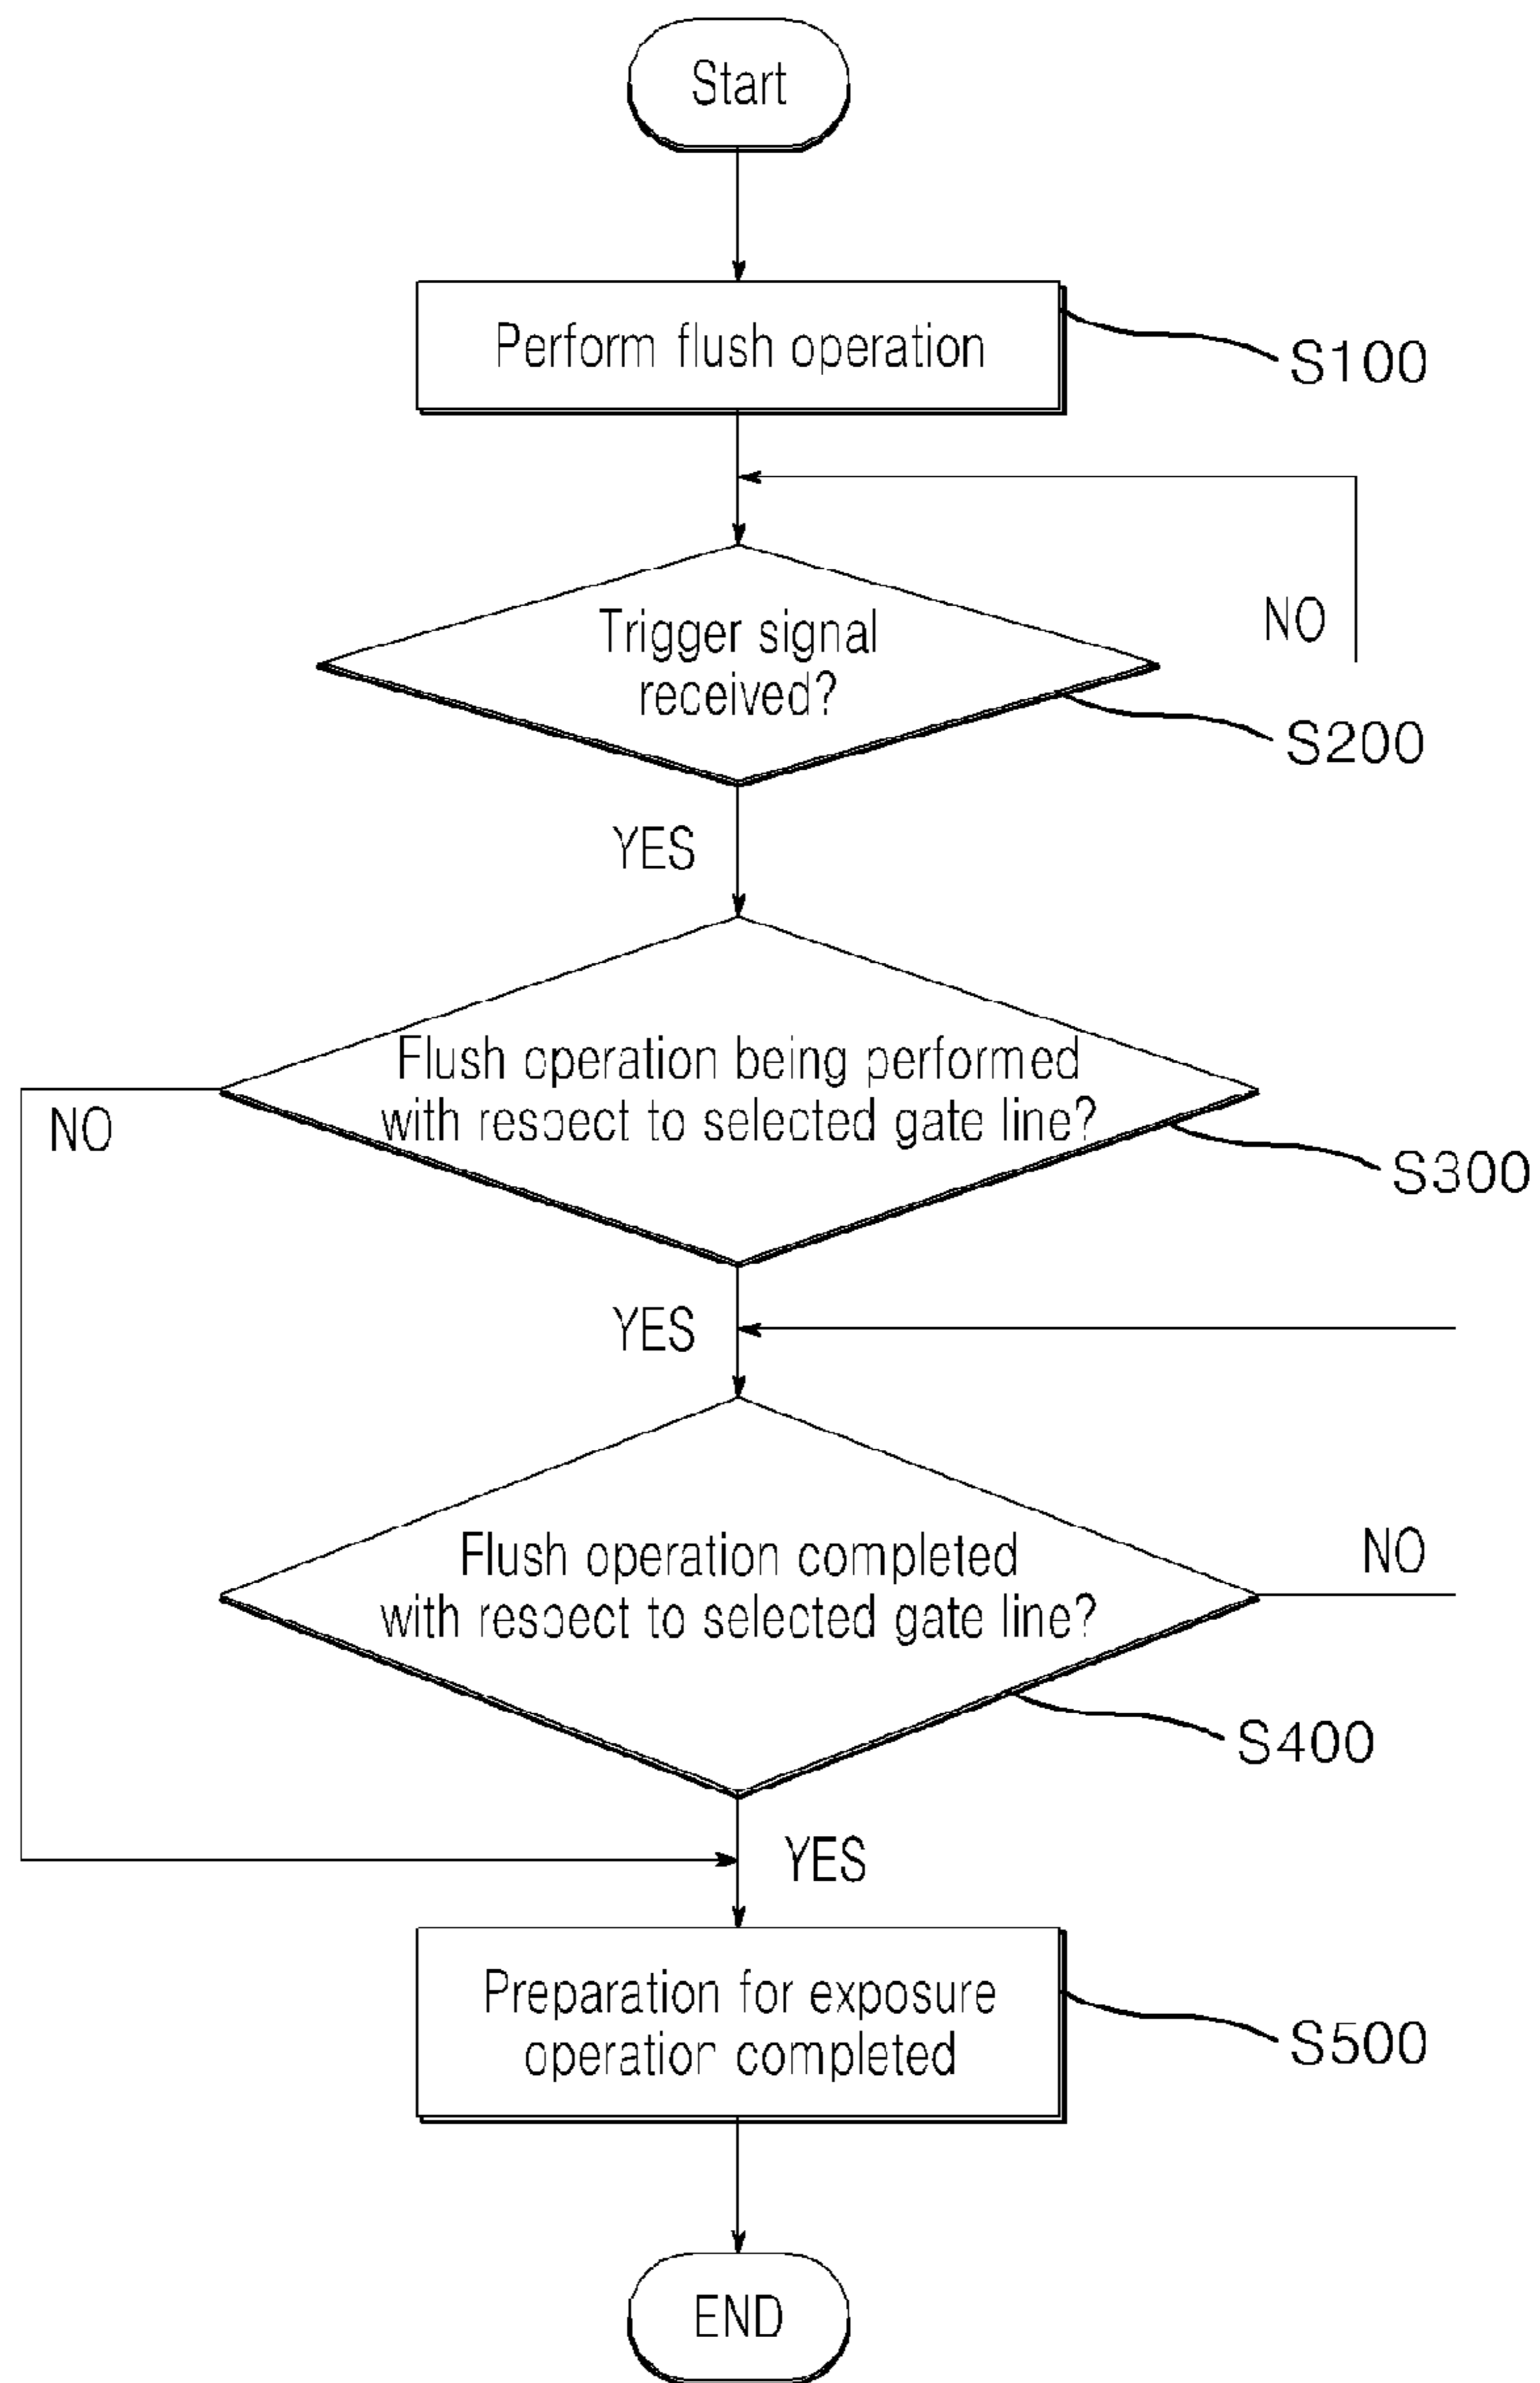 Start
Perform flush operation
S100
NO
Trigger signal
received?
S200
YES
Flush operation being performed
with respect to selected gate line?
NO
S300
YES
Flush operation completed
with respect to selected gate line?
NO
S400
YES
Preparation for exposure
operation completed
S500
END